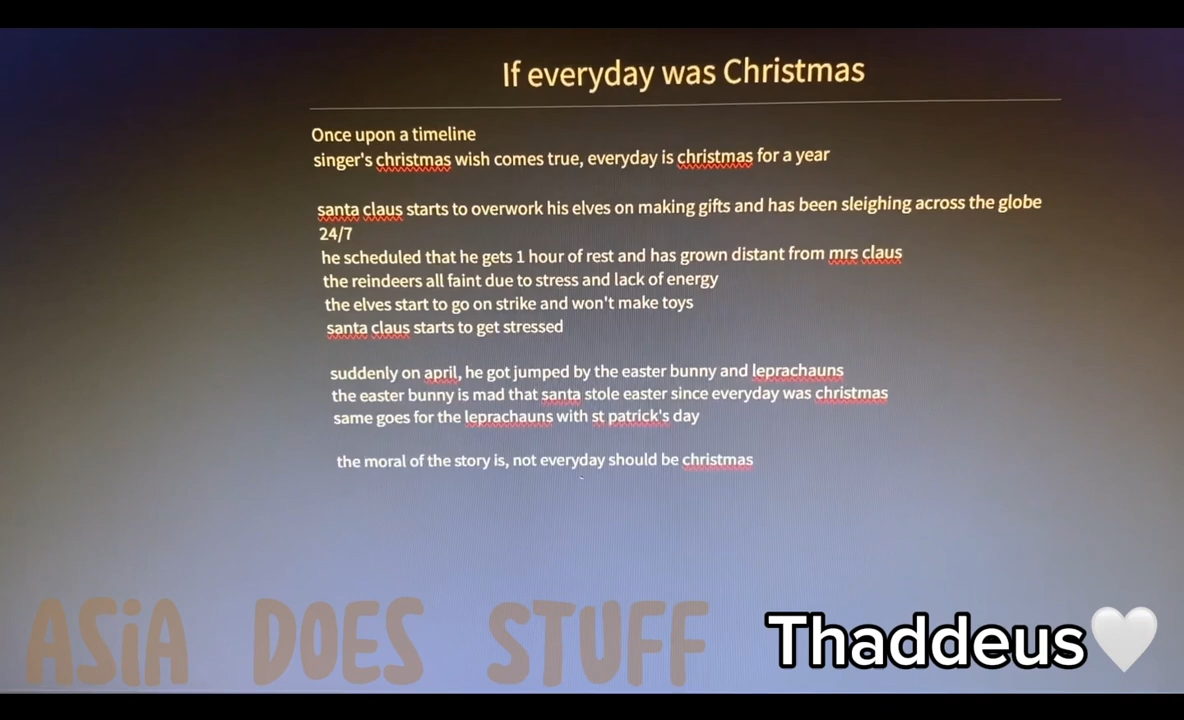 If everyday was Christmas
Once upon a timeline
singer's christmas wish comes true, everyday is christmas for a year
santa claus starts to overwork his elves on making gifts and has been sleighing across the globe
24/7
he scheduled that he gets 1 hour of rest and has grown distant from mrs claus
the reindeers all faint due to stress and lack of energy
the elves start to go on strike and won't make toys
santa claus starts to get stressed
suddenly on april, he got jumped by the easter bunny and leprachauns
the easter bunny is mad that santa stole easter since everyday was christmas
same goes for the leprachauns with st patrick's day
the moral of the story is, not everyday should be christmas
ASiA DOES STUFF
Thaddeus🤍